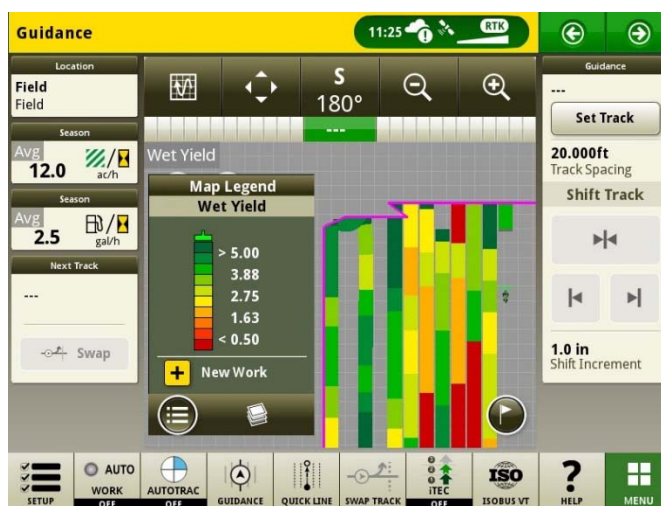 Guidance
11:25
RTK
Location
Field
Field
Season
Avg
12.0
ac/h
Season
Avg
2.5
gal/h
Next Track
---
Swap
S
180°
---
Wet Yield
Map Legend
Wet Yield
> 5.00
3.88
2.75
1.63
< 0.50
New Work
Guidance
---
Set Track
20.000ft
Track Spacing
Shift Track
1.0 in
Shift Increment
SETUP
AUTO
WORK
OFF
AUTOTRAC
OFF
GUIDANCE
QUICK LINE
SWAP TRACK
iTEC
OFF
ISO
ISOBUS VT
?
HELP
MENU